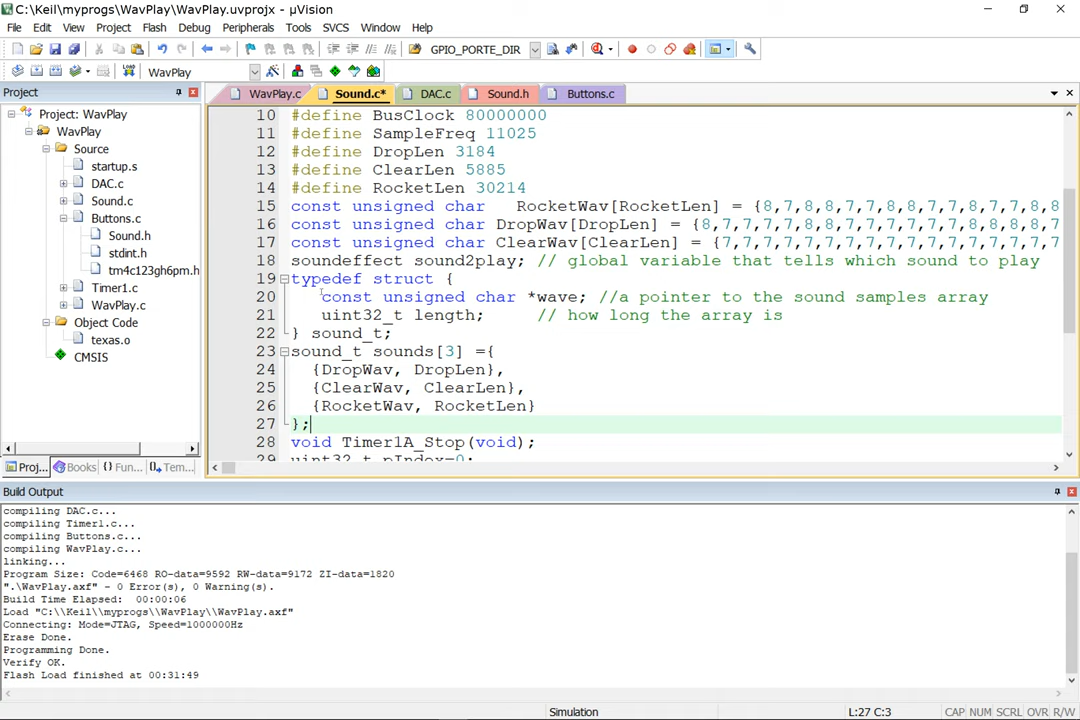 C:\Keil\myprogs\WavPlay\WavPlay.uvprojx - µVision
File Edit View Project Flash Debug Peripherals Tools SVCS Window Help
GPIO_PORTE_DIR
WavPlay
Project
Project: WavPlay
WavPlay
Source
startup.s
DAC.c
Sound.c
Buttons.c
Sound.h
stdint.h
tm4c123gh6pm.h
Timer1.c
WavPlay.c
Object Code
texas.o
CMSIS
Proj... Books {} Fun... Tem...
WavPlay.c Sound.c* DAC.c Sound.h Buttons.c
10 #define BusClock 80000000
11 #define SampleFreq 11025
12 #define DropLen 3184
13 #define ClearLen 5885
14 #define RocketLen 30214
15 const unsigned char   RocketWav[RocketLen] = {8,7,8,8,7,7,8,8,7,7,8,7,7,8,8
16 const unsigned char DropWav[DropLen] = {8,7,7,7,7,8,8,7,7,7,7,7,8,8,8,7
17 const unsigned char ClearWav[ClearLen] = {7,7,7,7,7,7,7,7,7,7,7,7,7,7,7,7,7
18 soundeffect sound2play; // global variable that tells which sound to play
19 typedef struct {
20 const unsigned char *wave; //a pointer to the sound samples array
21 uint32_t length;     // how long the array is
22 } sound_t;
23 sound_t sounds[3] ={
24 {DropWav, DropLen},
25 {ClearWav, ClearLen},
26 {RocketWav, RocketLen}
27 };
28 void Timer1A_Stop(void);
29 uint32_t pIndex=0;
Build Output
compiling DAC.c...
compiling Timer1.c...
compiling Buttons.c...
compiling WavPlay.c...
linking...
Program Size: Code=6468 RO-data=9592 RW-data=9172 ZI-data=1820
".\WavPlay.axf" - 0 Error(s), 0 Warning(s).
Build Time Elapsed:  00:00:06
Load "C:\\Keil\\myprogs\\WavPlay\\WavPlay.axf"
Connecting: Mode=JTAG, Speed=1000000Hz
Erase Done.
Programming Done.
Verify OK.
Flash Load finished at 00:31:49
Simulation L:27 C:3 CAP NUM SCRL OVR R/W